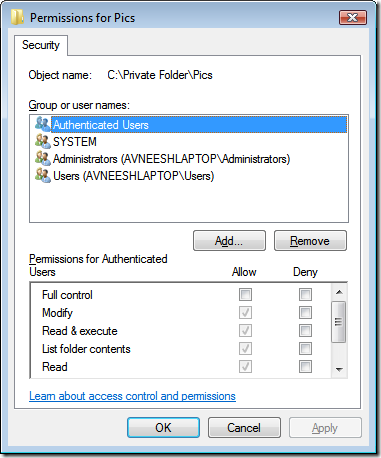 Permissions for Pics
Security
Object name: C:\Private Folder\Pics
Group or user names:
Authenticated Users
SYSTEM
Administrators (AVNEESHLAPTOP\Administrators)
Users (AVNEESHLAPTOP\Users)
Add... Remove
Permissions for Authenticated
Users Allow Deny
Full control
Modify
Read & execute
List folder contents
Read
Learn about access control and permissions
OK Cancel Apply